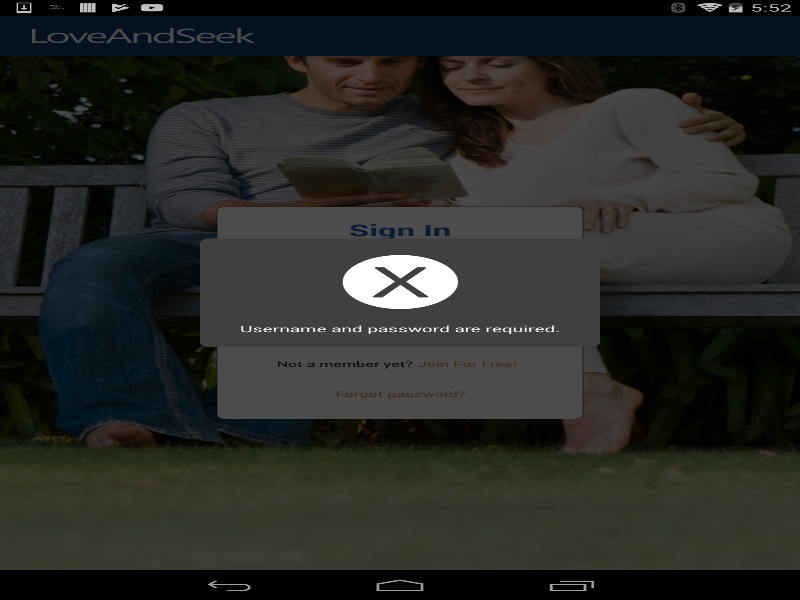 5:52
LoveAndSeek
Sign In
Username and password are required.
Not a member yet? Join For Free!
Forgot password?